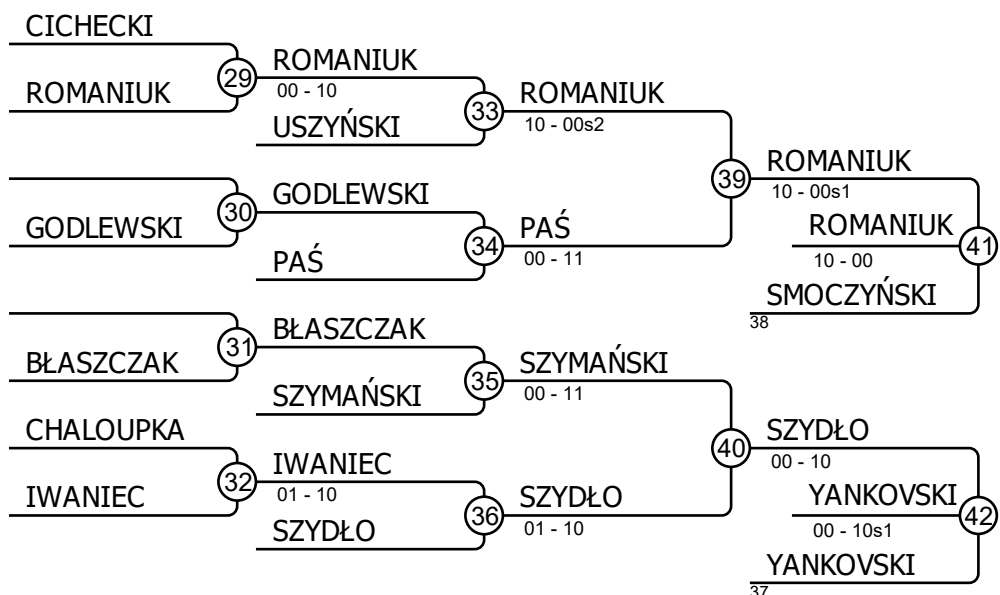 CICHECKI
ROMANIUK
29
ROMANIUK
00 - 10
USZYŃSKI
33
ROMANIUK
10 - 00s2
GODLEWSKI
30
GODLEWSKI
PAŚ
34
PAŚ
00 - 11
39
ROMANIUK
10 - 00s1
ROMANIUK
10 - 00
41
SMOCZYŃSKI
38
BŁASZCZAK
31
BŁASZCZAK
SZYMAŃSKI
35
SZYMAŃSKI
00 - 11
CHALOUPKA
IWANIEC
32
IWANIEC
01 - 10
SZYDŁO
36
SZYDŁO
01 - 10
40
SZYDŁO
00 - 10
YANKOVSKI
00 - 10s1
42
YANKOVSKI
37